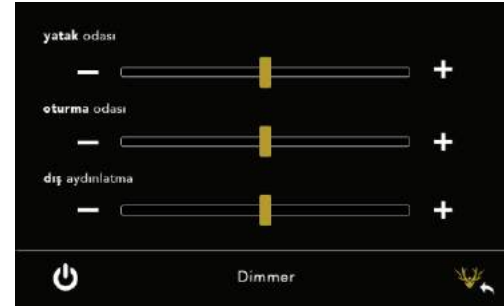 yatak odası
oturma odası
dış aydınlatma
Dimmer